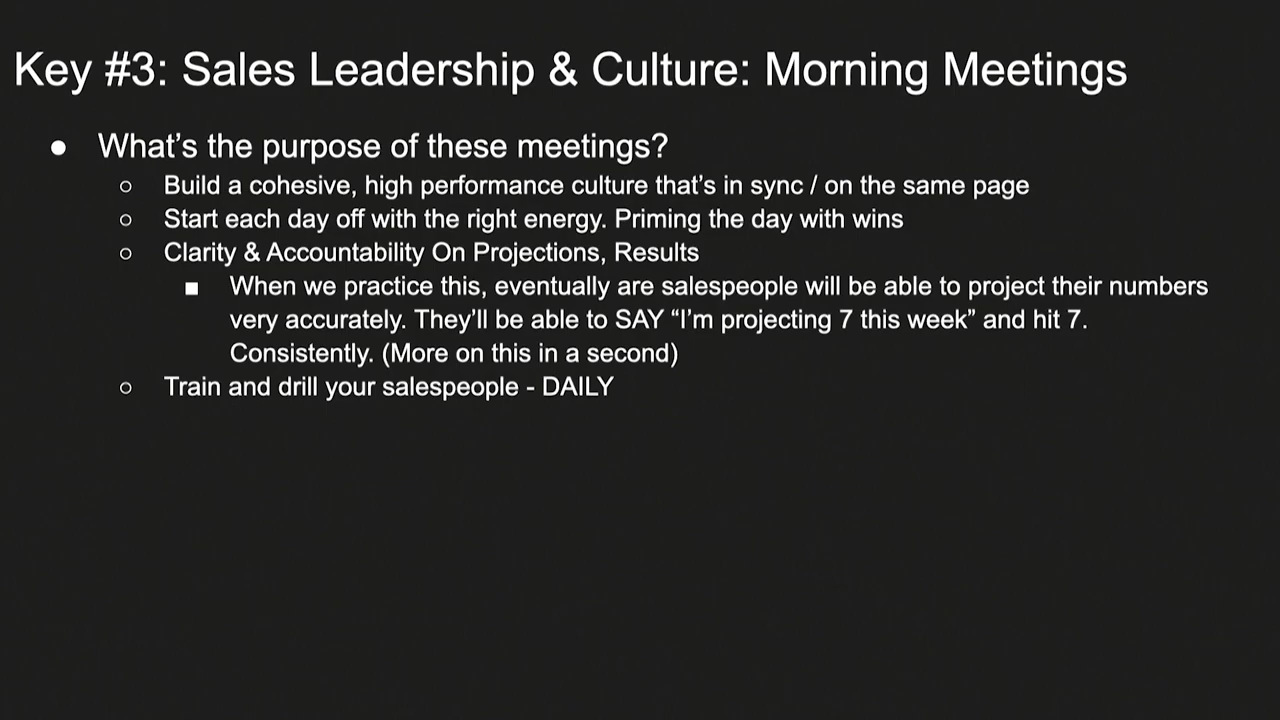 Key #3: Sales Leadership & Culture: Morning Meetings
● What’s the purpose of these meetings?
○ Build a cohesive, high performance culture that’s in sync / on the same page
○ Start each day off with the right energy. Priming the day with wins
○ Clarity & Accountability On Projections, Results
■ When we practice this, eventually are salespeople will be able to project their numbers
very accurately. They’ll be able to SAY “I’m projecting 7 this week” and hit 7.
Consistently. (More on this in a second)
○ Train and drill your salespeople - DAILY